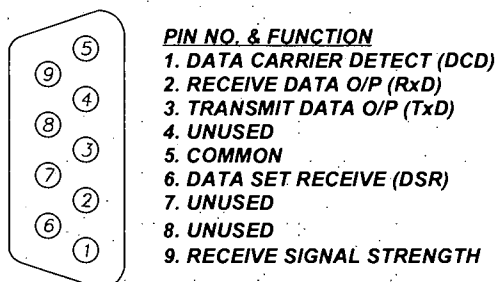 PIN NO. & FUNCTION
1. DATA CARRIER DETECT (DCD)
2. RECEIVE DATA O/P (RxD)
3. TRANSMIT DATA O/P (TxD)
4. UNUSED
5. COMMON
6. DATA SET RECEIVE (DSR)
7. UNUSED
8. UNUSED
9. RECEIVE SIGNAL STRENGTH
5
9
4
8
3
7
2
6
1